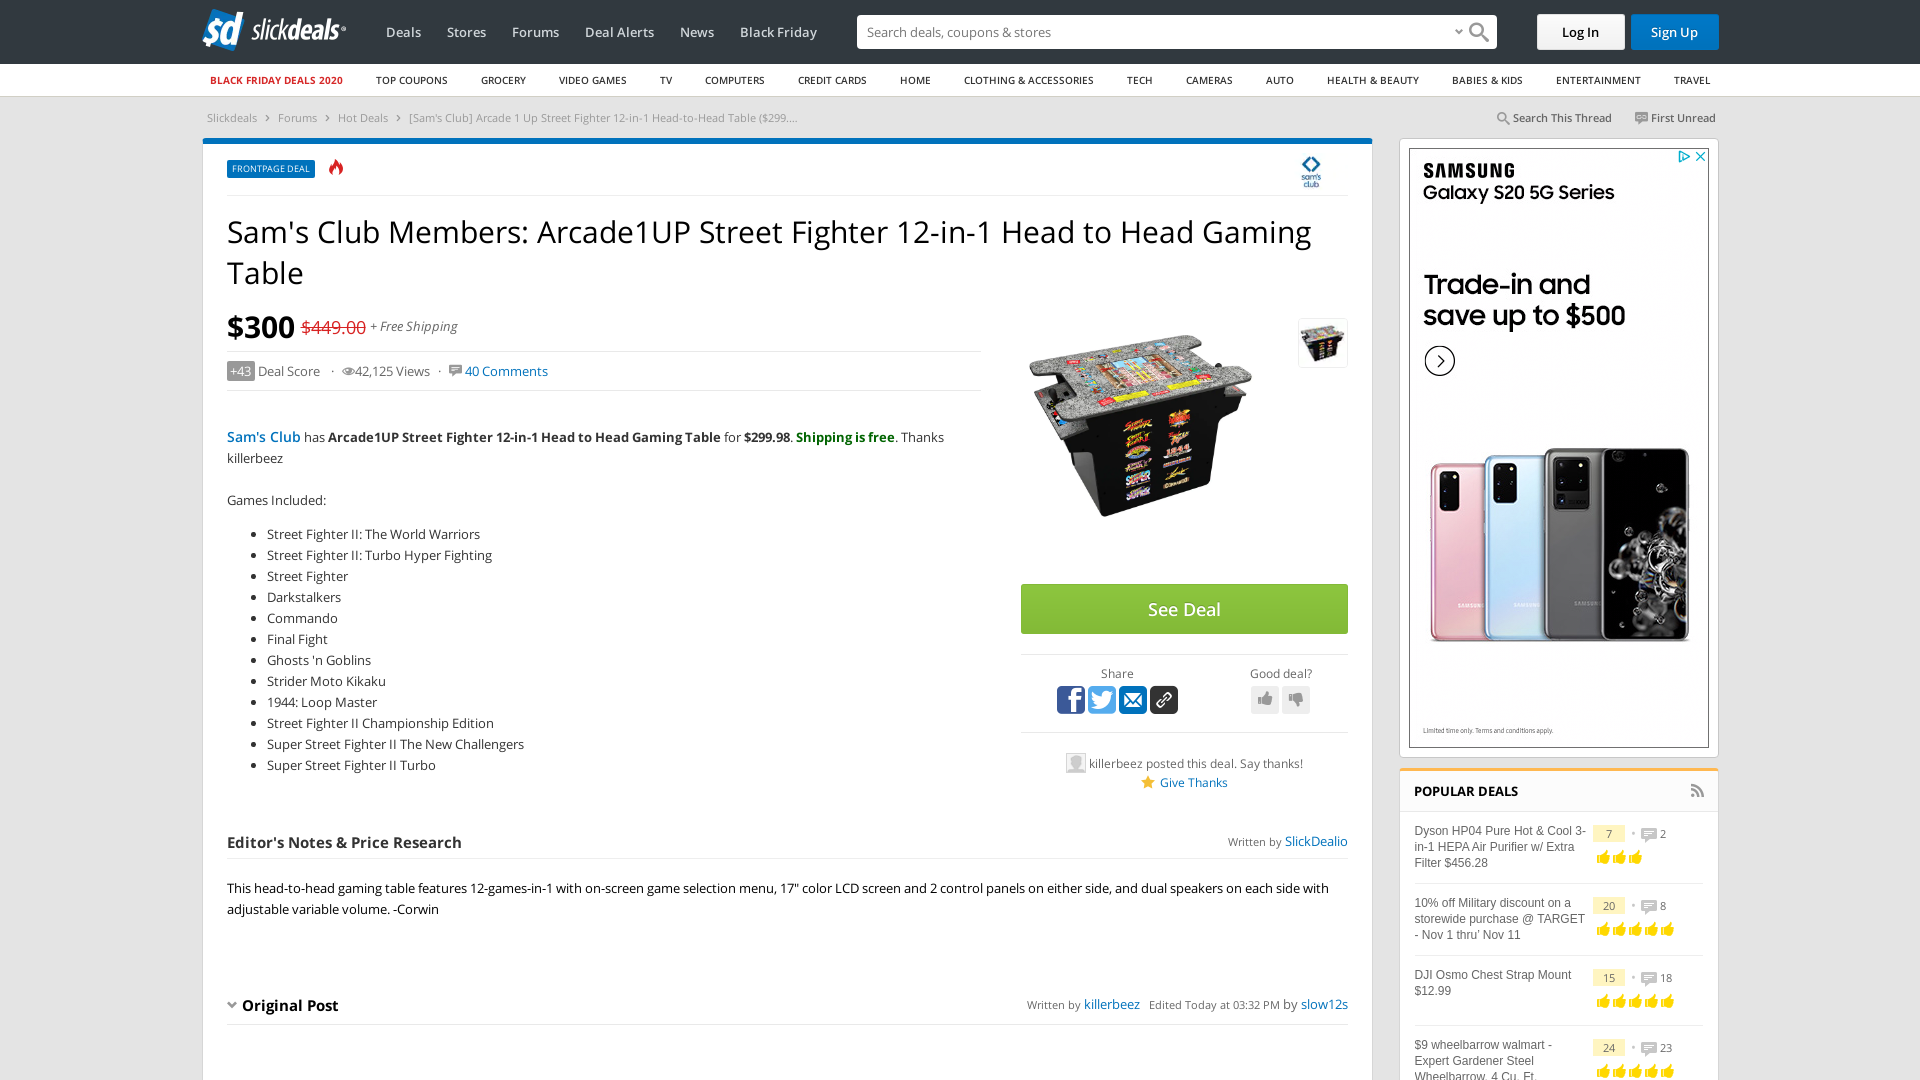 sd slickdeals
Deals Stores Forums Deal Alerts News Black Friday
Search deals, coupons & shopping
Log In Sign Up
BLACK FRIDAY DEALS 2020 TOP COUPONS GROCERY VIDEO GAMES TV COMPUTERS CREDIT CARDS HOME CLOTHING & ACCESSORIES TECH CAMERAS AUTO HEALTH & BEAUTY BABIES & KIDS ENTERTAINMENT TRAVEL
Slickdeals > Forums > Hot Deals > [Sam's Club] Arcade 1 Up Street Fighter 12-in-1 Head-to-Head Table ($299....
Search This Thread First Unread
FRONTPAGE DEAL
sam's club
Sam's Club Members: Arcade1UP Street Fighter 12-in-1 Head to Head Gaming
Table
$300 $449.00 + Free Shipping
+43 Deal Score · 42,125 Views · 40 Comments
Sam's Club has Arcade1UP Street Fighter 12-in-1 Head to Head Gaming Table for $299.98. Shipping is free. Thanks
killerbeez
Games Included:
• Street Fighter II: The World Warriors
• Street Fighter II: Turbo Hyper Fighting
• Street Fighter
• Darkstalkers
• Commando
• Final Fight
• Ghosts 'n Goblins
• Strider Moto Kikaku
• 1944: Loop Master
• Street Fighter II Championship Edition
• Super Street Fighter II The New Challengers
• Super Street Fighter II Turbo
See Deal
Share Good deal?
killerbeez posted this deal. Say thanks!
Give Thanks
Editor's Notes & Price Research
Written by SlickDealio
This head-to-head gaming table features 12-games-in-1 with on-screen game selection menu, 17" color LCD screen and 2 control panels on either side, and dual speakers on each side with
adjustable variable volume. -Corwin
Original Post
Written by killerbeez Edited Today at 03:32 PM by slow12s
SAMSUNG
Galaxy S20 5G Series
Trade-in and
save up to $500
SAMSUNG SAMSUNG SAMSUNG
Limited time only. Terms and conditions apply.
POPULAR DEALS
Dyson HP04 Pure Hot & Cool 3-
in-1 HEPA Air Purifier w/ Extra
Filter $456.28
7 • 2
10% off Military discount on a
storewide purchase @ TARGET
- Nov 1 thru' Nov 11
20 • 8
DJI Osmo Chest Strap Mount
$12.99
15 • 18
$9 wheelbarrow walmart -
Expert Gardener Steel
Wheelbarrow, 4 Cu. Ft.
24 • 23